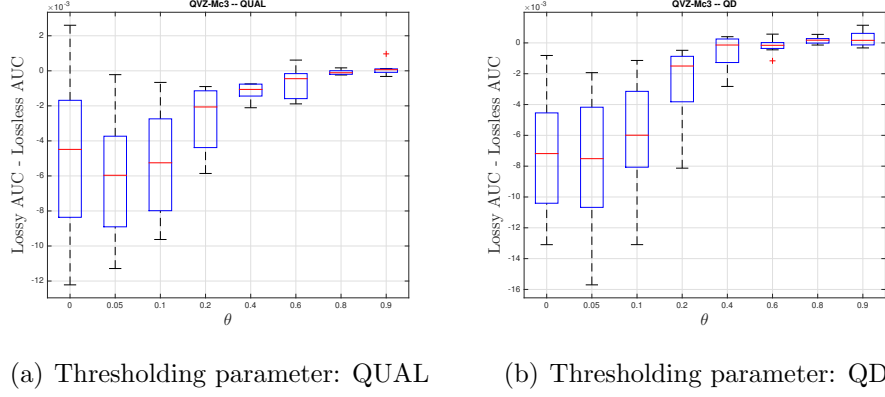 QVZ-Mc3 -- QUAL
×10⁻³
2
0
-2
-4
-6
-8
-10
-12
Lossy AUC - Lossless AUC
0 0.05 0.1 0.2 0.4 0.6 0.8 0.9
θ
(a) Thresholding parameter: QUAL
QVZ-Mc3 -- QD
×10⁻³
0
-2
-4
-6
-8
-10
-12
-14
-16
Lossy AUC - Lossless AUC
0 0.05 0.1 0.2 0.4 0.6 0.8 0.9
θ
(b) Thresholding parameter: QD